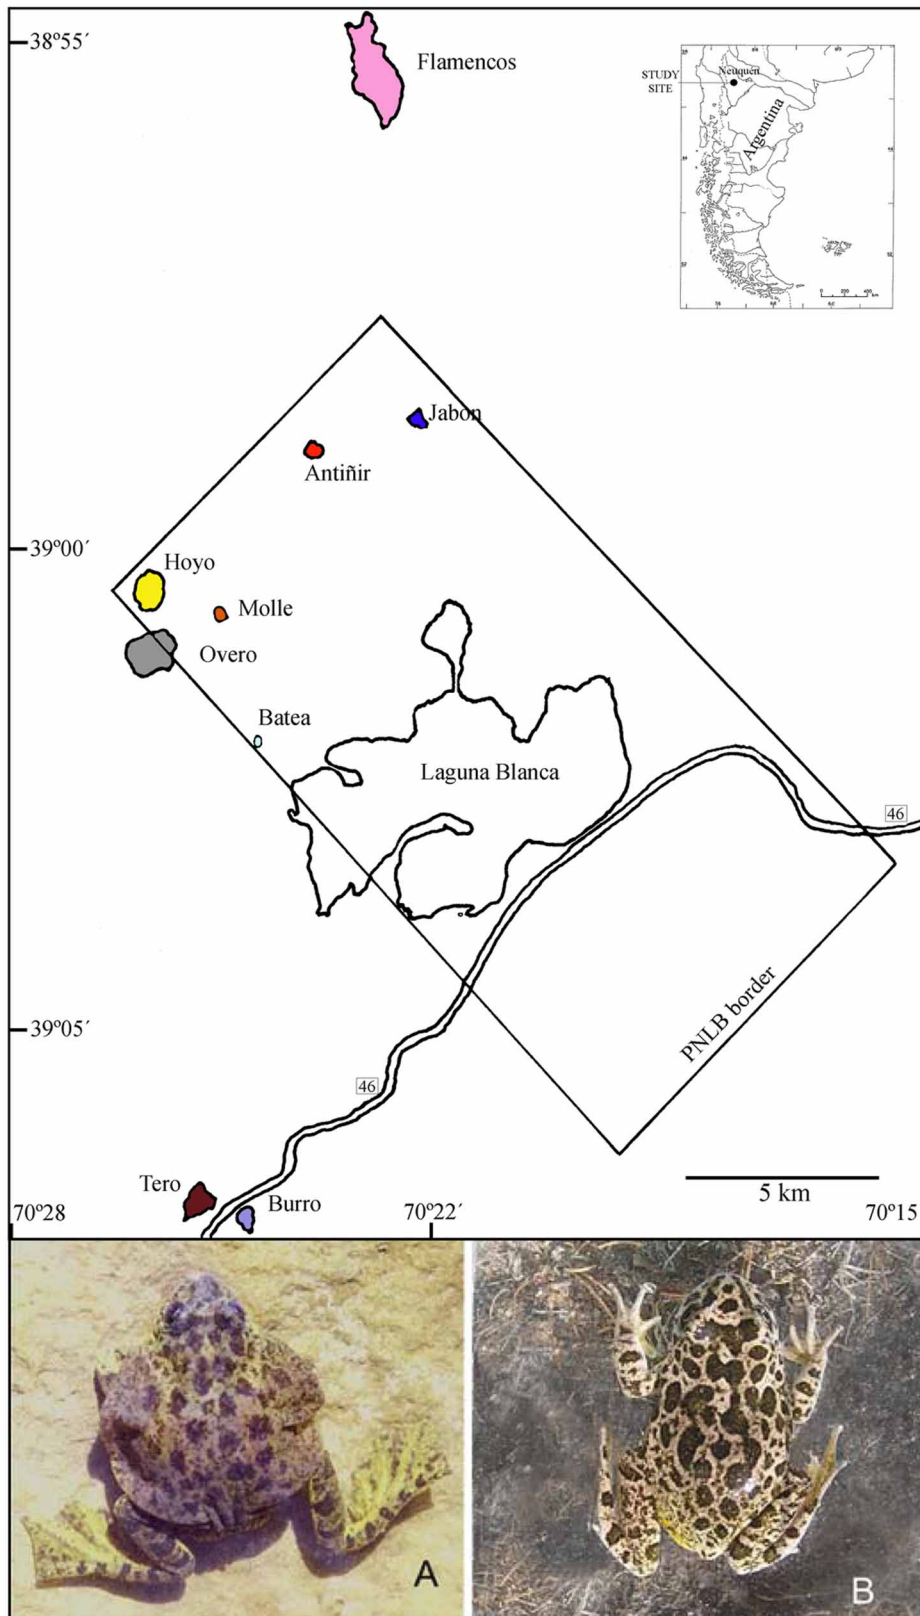 38º55´
Flamencos
STUDY
SITE
Neuquén
Argentina
Jabon
Antiñir
39º00´
Hoyo
Molle
Overo
Batea
Laguna Blanca
46
PNLB border
39º05´
46
Tero
Burro
5 km
70º28
70º22´
70º15
A
B